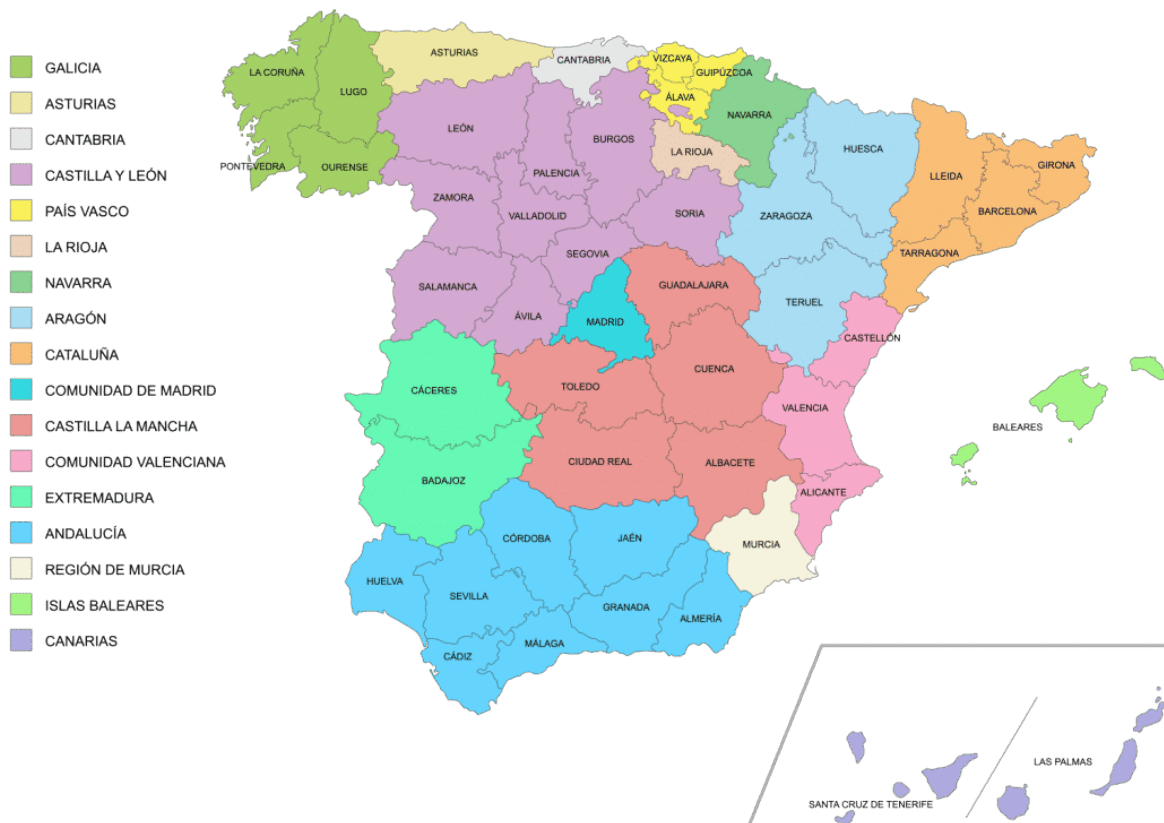 GALICIA
ASTURIAS
CANTABRIA
CASTILLA Y LEÓN
PAÍS VASCO
LA RIOJA
NAVARRA
ARAGÓN
CATALUÑA
COMUNIDAD DE MADRID
CASTILLA LA MANCHA
COMUNIDAD VALENCIANA
EXTREMADURA
ANDALUCÍA
REGIÓN DE MURCIA
ISLAS BALEARES
CANARIAS
LA CORUÑA
LUGO
PONTEVEDRA
OURENSE
ASTURIAS
CANTABRIA
VIZCAYA
GUIPÚZCOA
ÁLAVA
NAVARRA
LA RIOJA
LEÓN
PALENCIA
BURGOS
ZAMORA
VALLADOLID
SORIA
SEGOVIA
SALAMANCA
ÁVILA
HUESCA
ZARAGOZA
TERUEL
LLEIDA
GIRONA
BARCELONA
TARRAGONA
MADRID
GUADALAJARA
TOLEDO
CUENCA
CIUDAD REAL
ALBACETE
CASTELLÓN
VALENCIA
ALICANTE
BALEARES
CÁCERES
BADAJOZ
CÓRDOBA
JAÉN
HUELVA
SEVILLA
GRANADA
ALMERÍA
MÁLAGA
CÁDIZ
MURCIA
LAS PALMAS
SANTA CRUZ DE TENERIFE